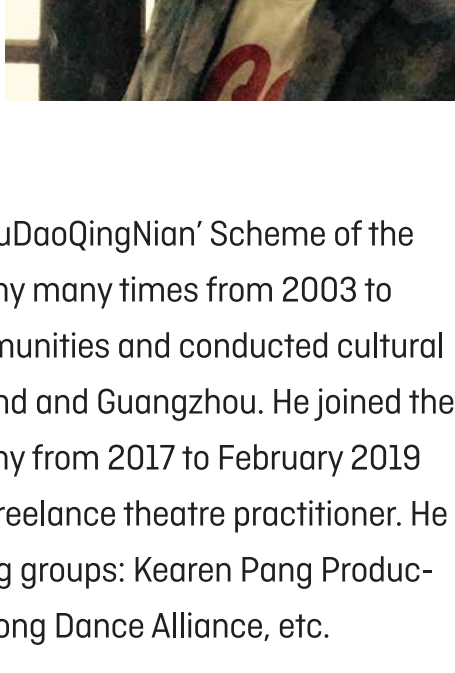 uDaoQingNian’ Scheme of the
ny many times from 2003 to
munities and conducted cultural
nd and Guangzhou. He joined the
ny from 2017 to February 2019
reelance theatre practitioner. He
g groups: Kearen Pang Produc-
ong Dance Alliance, etc.